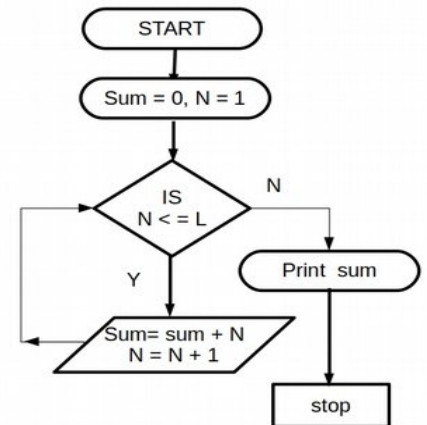 START
Sum = 0, N = 1
IS
N < = L
N
Y
Print sum
Sum= sum + N
N = N + 1
stop